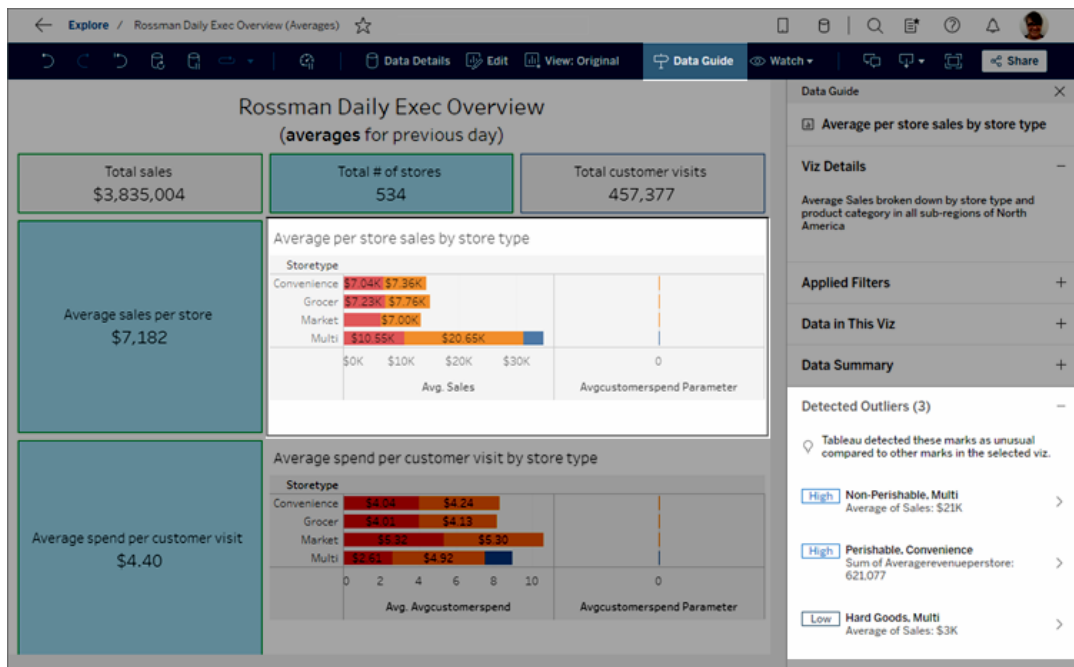 Explore / Rossman Daily Exec Overview (Averages)
Data Details Edit View: Original Data Guide Watch Share
Rossman Daily Exec Overview
(averages for previous day)
Total sales
$3,835,004
Total # of stores
534
Total customer visits
457,377
Average sales per store
$7,182
Average per store sales by store type
Storetype
Convenience $7.04K $7.36K
Grocer $7.23K $7.76K
Market $7.00K
Multi $10.55K $20.65K
$0K $10K $20K $30K 0
Avg. Sales Avgcustomerspend Parameter
Average spend per customer visit
$4.40
Average spend per customer visit by store type
Storetype
Convenience $4.04 $4.24
Grocer $4.01 $4.13
Market $5.32 $5.30
Multi $2.61 $4.92
0 2 4 6 8 10 0
Avg. Avgcustomerspend Avgcustomerspend Parameter
Data Guide
Average per store sales by store type
Viz Details
Average Sales broken down by store type and
product category in all sub-regions of North
America
Applied Filters
Data in This Viz
Data Summary
Detected Outliers (3)
Tableau detected these marks as unusual
compared to other marks in the selected viz.
High Non-Perishable, Multi
Average of Sales: $21K
High Perishable, Convenience
Sum of Averagerevenueperstore:
621,077
Low Hard Goods, Multi
Average of Sales: $3K